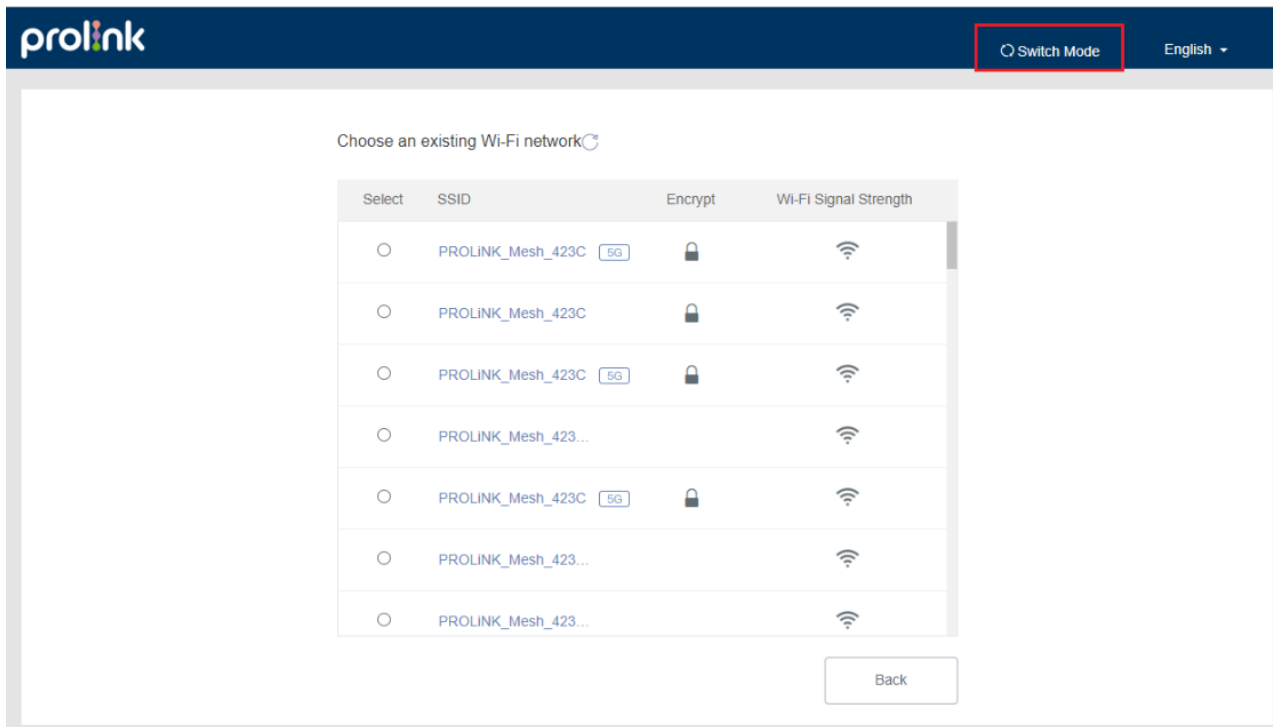 prolink
Switch Mode English
Choose an existing Wi-Fi network
Select SSID Encrypt Wi-Fi Signal Strength
PROLiNK_Mesh_423C 5G
PROLiNK_Mesh_423C
PROLiNK_Mesh_423C 5G
PROLiNK_Mesh_423...
PROLiNK_Mesh_423C 5G
PROLiNK_Mesh_423...
PROLiNK_Mesh_423...
Back